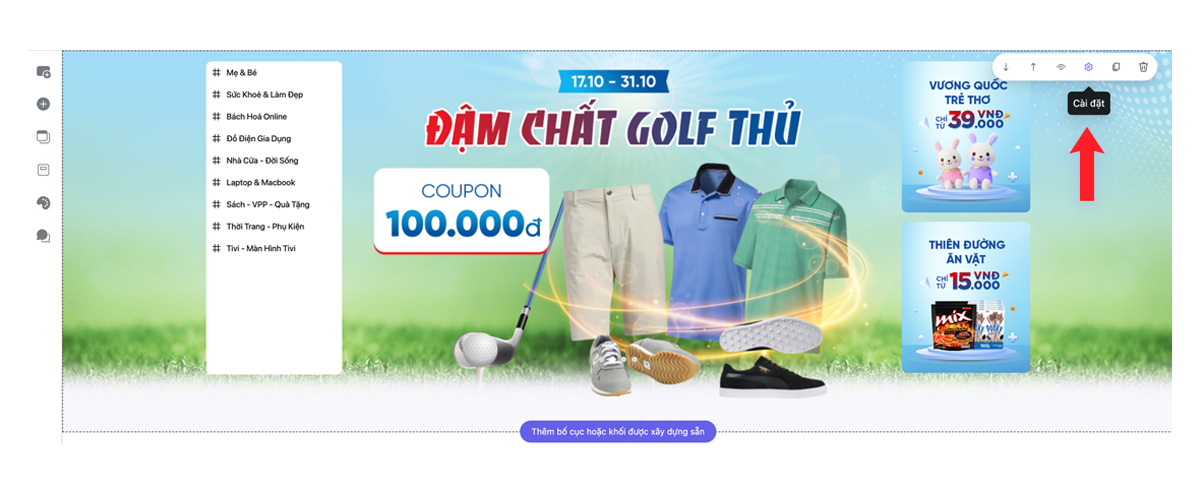 # Mẹ & Bé
# Sức Khoẻ & Làm Đẹp
# Bách Hoá Online
# Đồ Điện Gia Dụng
# Nhà Cửa - Đời Sống
# Laptop & Macbook
# Sách - VPP - Quà Tặng
# Thời Trang - Phụ Kiện
# Tivi - Màn Hình Tivi
17.10 - 31.10
ĐẬM CHẤT GOLF THỦ
COUPON
100.000đ
VƯƠNG QUỐC
TRẺ THƠ
CHỈ TỪ 39.000 VNĐ
Cài đặt
THIÊN ĐƯỜNG
ĂN VẶT
CHỈ TỪ 15.000 VNĐ
mix
Thêm bố cục hoặc khối được xây dựng sẵn